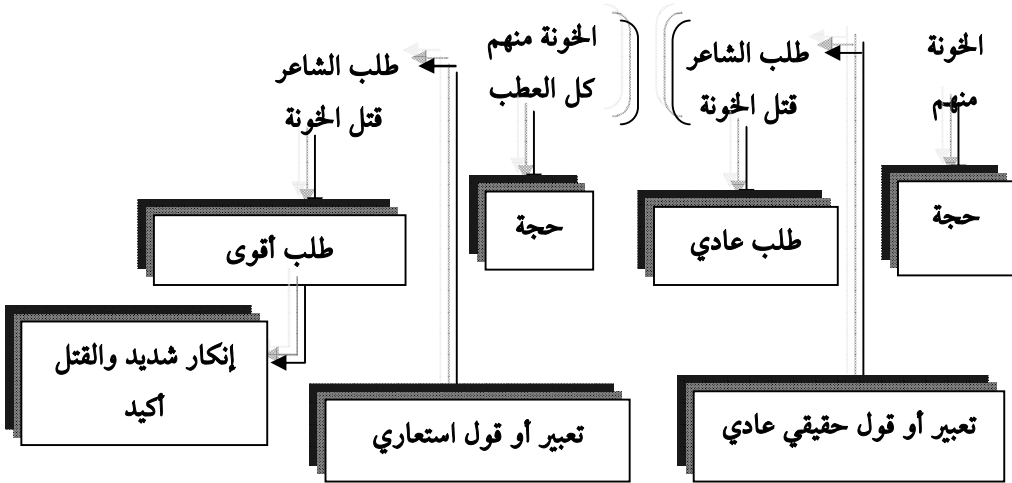 الخونة
منهم
طلب الشاعر
قتل الخونة
الخونة منهم
كل العطب
طلب الشاعر
قتل الخونة
حجة
طلب عادي
حجة
طلب أقوى
إنكار شديد والقتل
أكيد
تعبير أو قول حقيقي عادي
تعبير أو قول استعاري